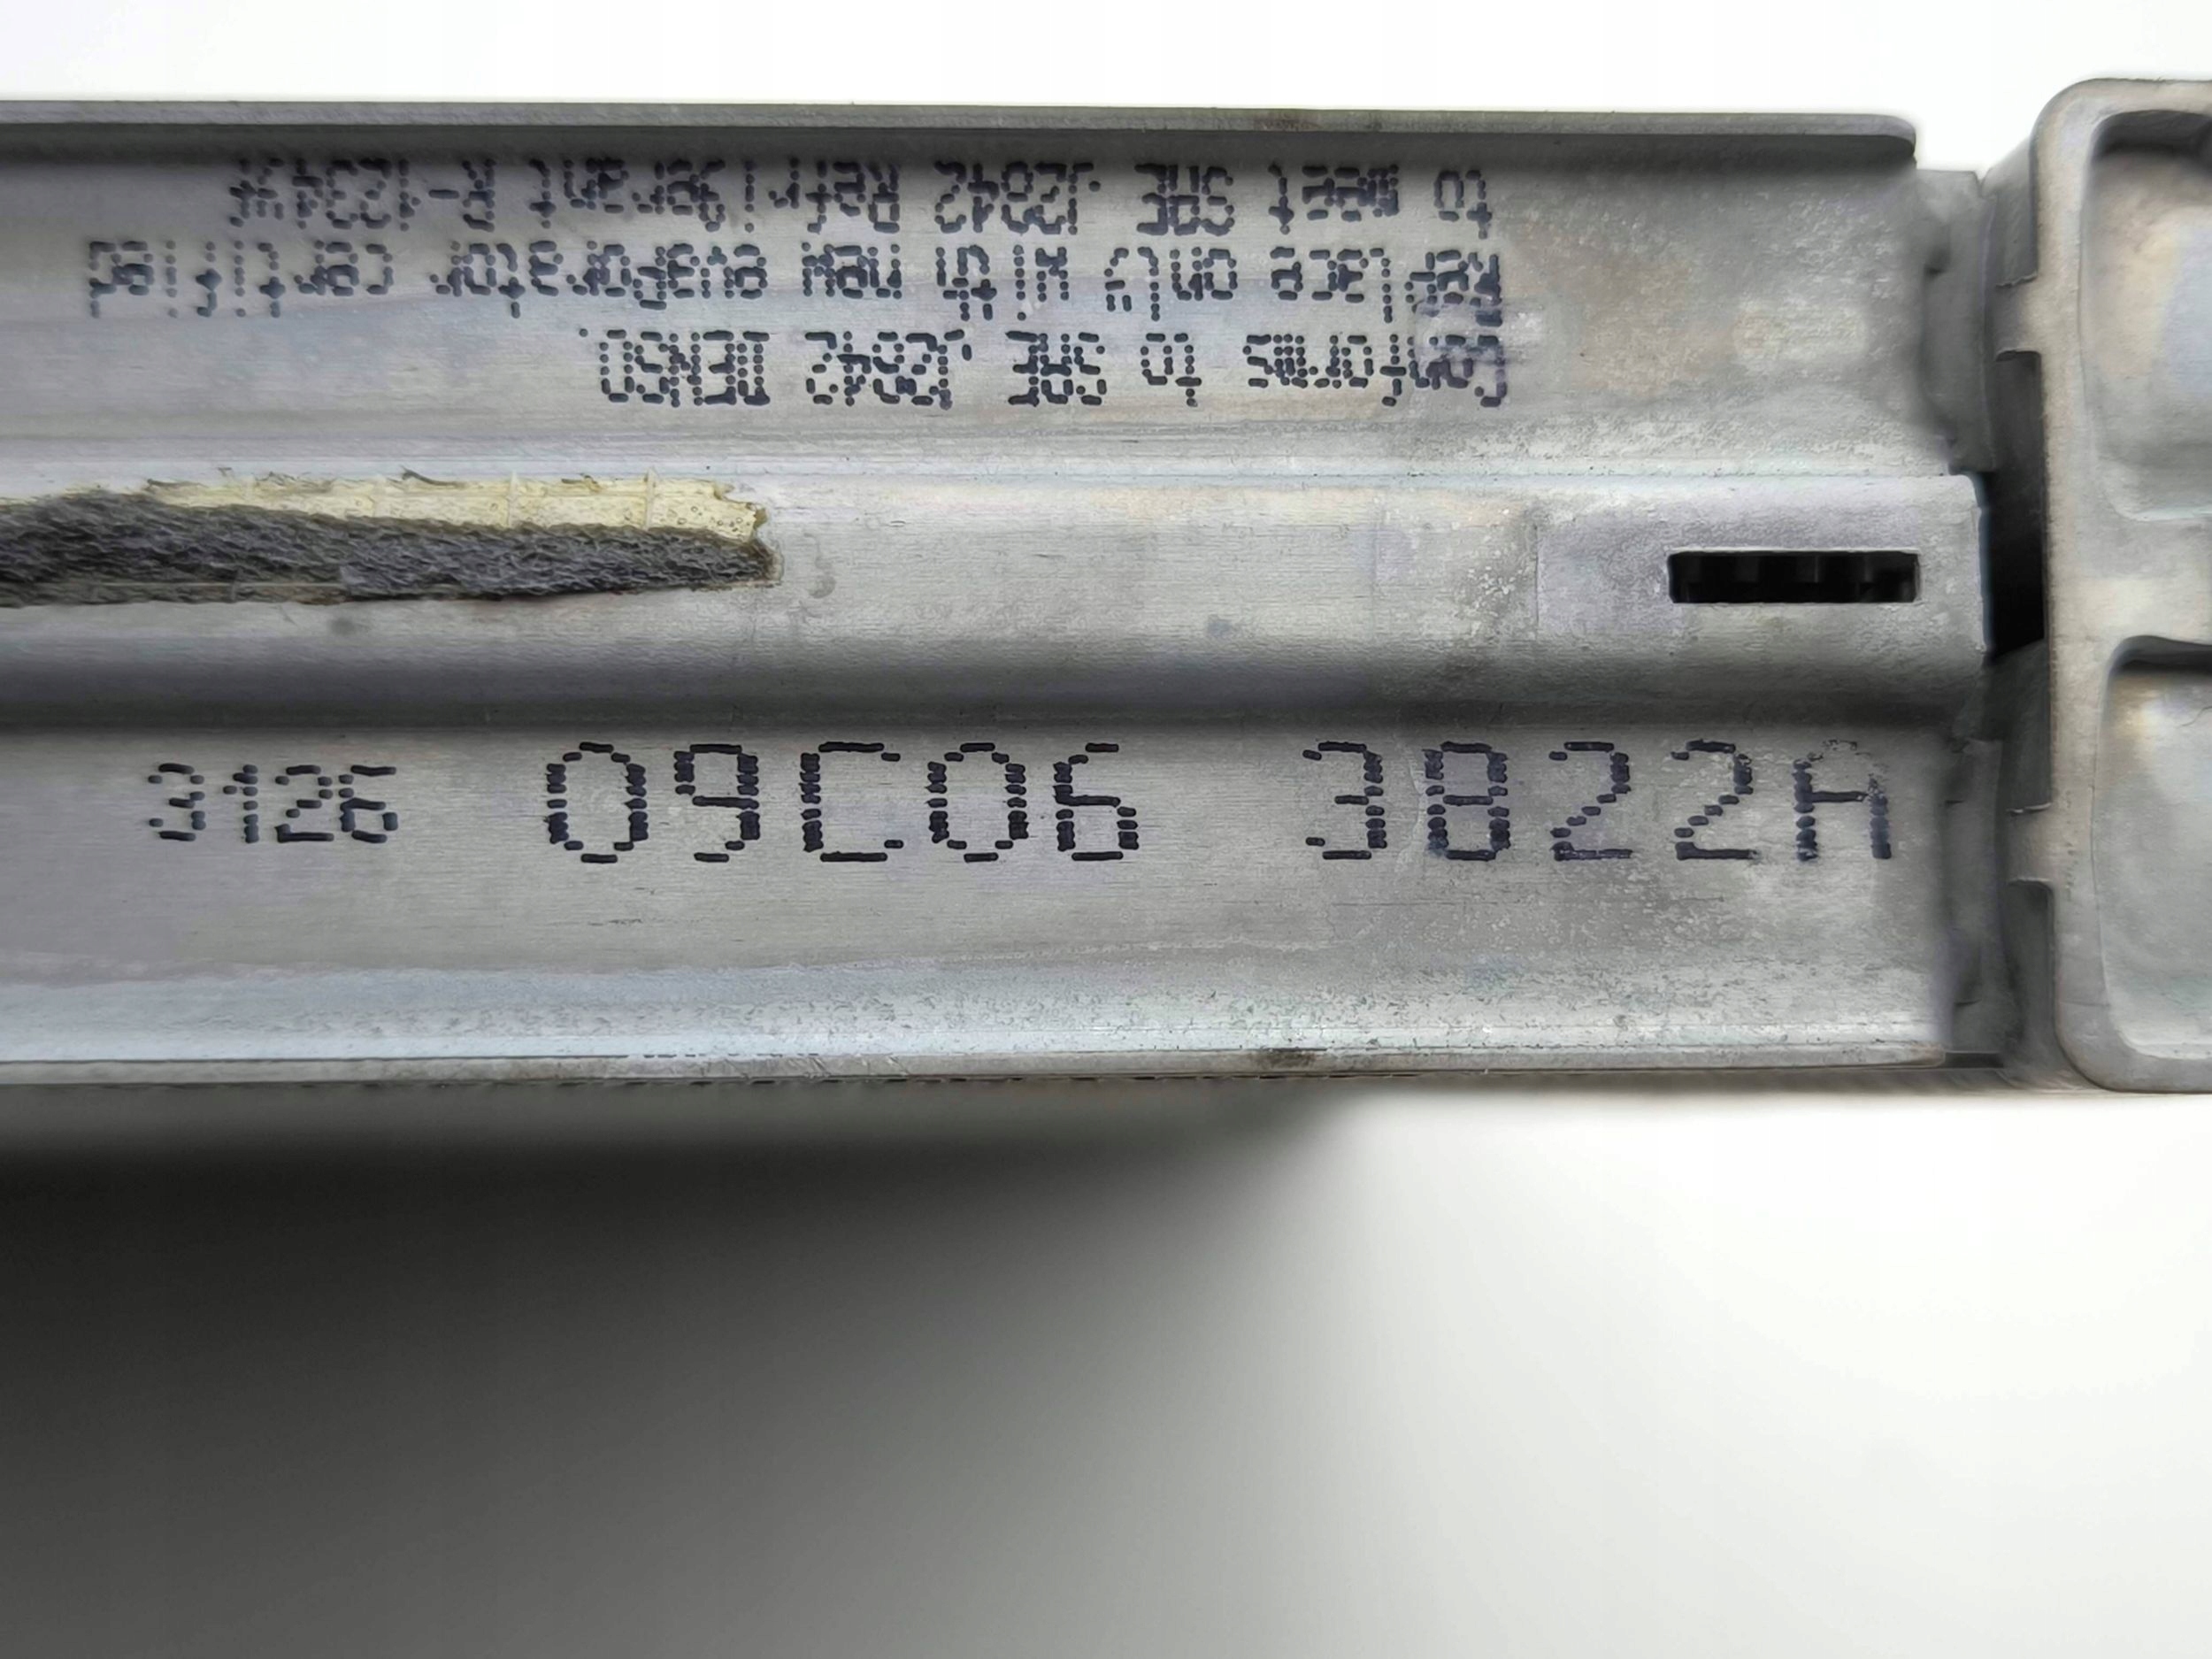 Conforms to SAE J2842 DENSO.
Replace only with new evaporator certified
to meet SAE J2842 Refrigerant R-1234yf
3126 09C06 3822A